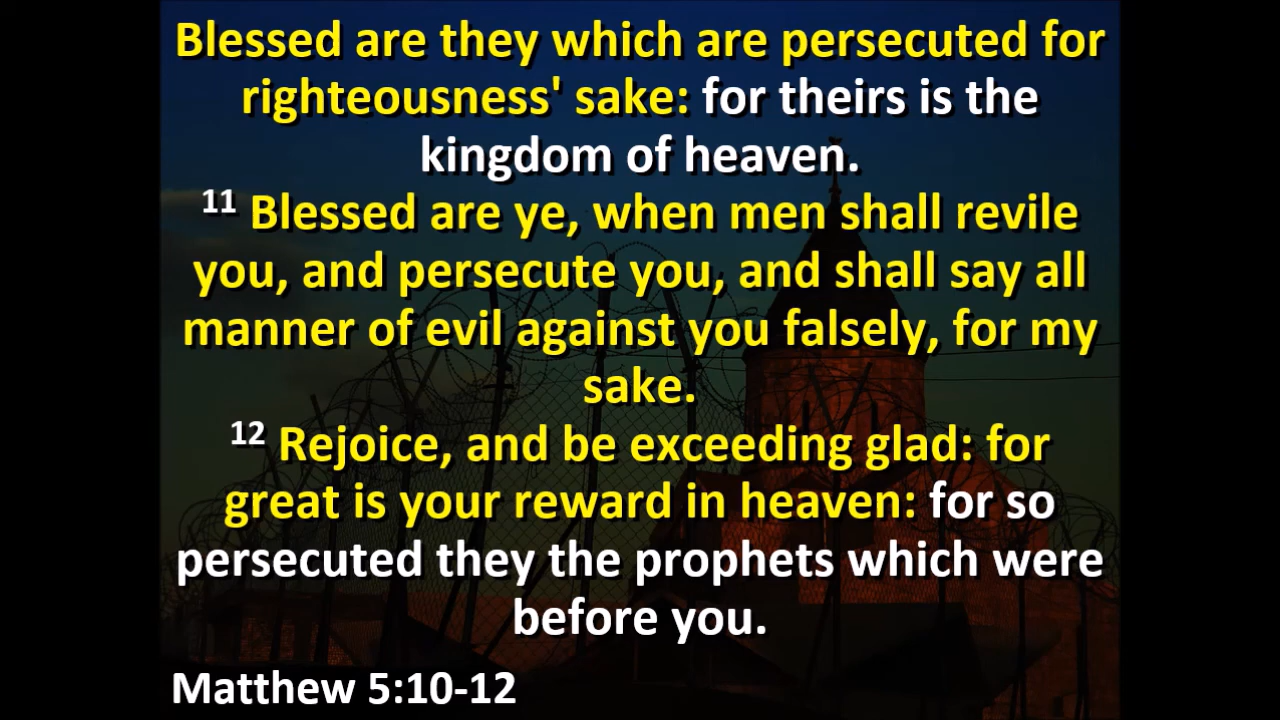 Blessed are they which are persecuted for
righteousness' sake: for theirs is the
kingdom of heaven.
11 Blessed are ye, when men shall revile
you, and persecute you, and shall say all
manner of evil against you falsely, for my
sake.
12 Rejoice, and be exceeding glad: for
great is your reward in heaven: for so
persecuted they the prophets which were
before you.
Matthew 5:10-12